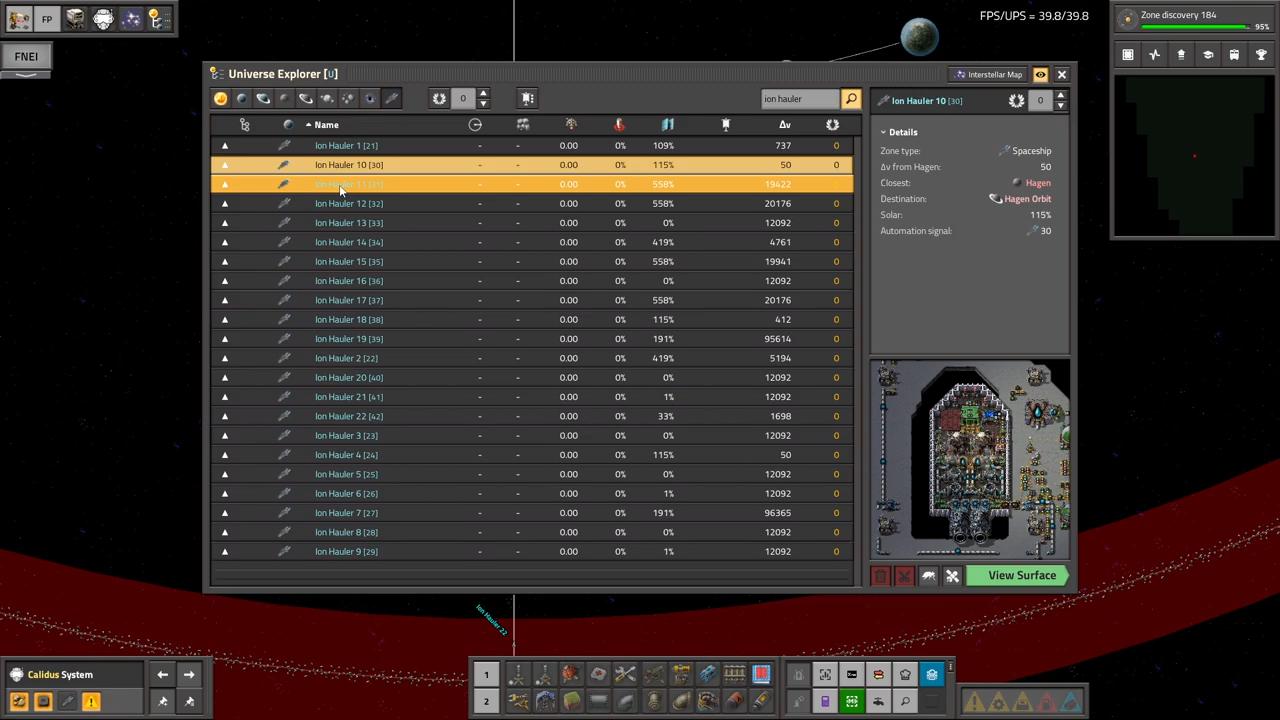 FP
FPS/UPS = 39.8/39.8
Zone discovery 184
95%
FNEI
Universe Explorer [U]
Interstellar Map
0
ion hauler
Ion Hauler 10 [30]
0
Name
Δv
Ion Hauler 1 [21] - - 0.00 0% 109% 737 0
Ion Hauler 10 [30] - - 0.00 0% 115% 50 0
Ion Hauler 11 [31] - - 0.00 0% 558% 19422 0
Ion Hauler 12 [32] - - 0.00 0% 558% 20176 0
Ion Hauler 13 [33] - - 0.00 0% 0% 12092 0
Ion Hauler 14 [34] - - 0.00 0% 419% 4761 0
Ion Hauler 15 [35] - - 0.00 0% 558% 19941 0
Ion Hauler 16 [36] - - 0.00 0% 0% 12092 0
Ion Hauler 17 [37] - - 0.00 0% 558% 20176 0
Ion Hauler 18 [38] - - 0.00 0% 115% 412 0
Ion Hauler 19 [39] - - 0.00 0% 191% 95614 0
Ion Hauler 2 [22] - - 0.00 0% 419% 5194 0
Ion Hauler 20 [40] - - 0.00 0% 0% 12092 0
Ion Hauler 21 [41] - - 0.00 0% 1% 12092 0
Ion Hauler 22 [42] - - 0.00 0% 33% 1698 0
Ion Hauler 3 [23] - - 0.00 0% 0% 12092 0
Ion Hauler 4 [24] - - 0.00 0% 115% 50 0
Ion Hauler 5 [25] - - 0.00 0% 0% 12092 0
Ion Hauler 6 [26] - - 0.00 0% 1% 12092 0
Ion Hauler 7 [27] - - 0.00 0% 191% 96365 0
Ion Hauler 8 [28] - - 0.00 0% 0% 12092 0
Ion Hauler 9 [29] - - 0.00 0% 1% 12092 0
Details
Zone type: Spaceship
Δv from Hagen: 50
Closest: Hagen
Destination: Hagen Orbit
Solar: 115%
Automation signal: 30
View Surface
Ion Hauler 22
Calidus System
1
2